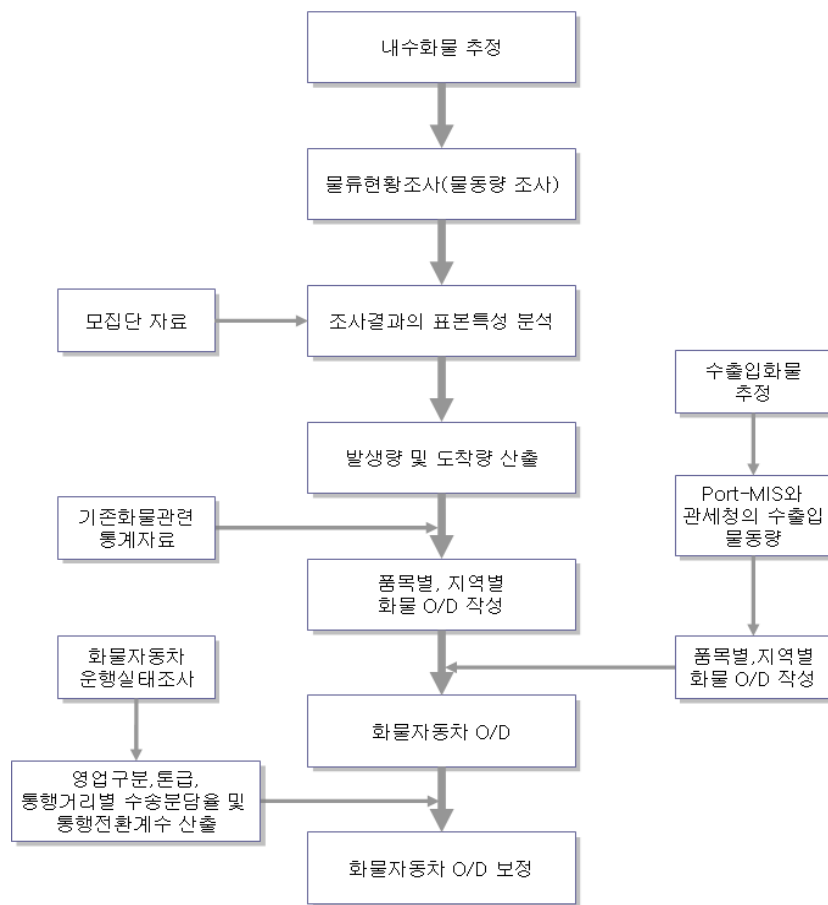 내수화물 추정
물류현황조사(물동량 조사)
모집단 자료
조사결과의 표본특성 분석
수출입화물
추정
발생량 및 도착량 산출
Port-MIS와
관세청의 수출입
물동량
기존화물관련
통계자료
품목별, 지역별
화물 O/D 작성
화물자동차
운행실태조사
품목별,지역별
화물 O/D 작성
화물자동차 O/D
영업구분,톤급,
통행거리별 수송분담율 및
통행전환계수 산출
화물자동차 O/D 보정